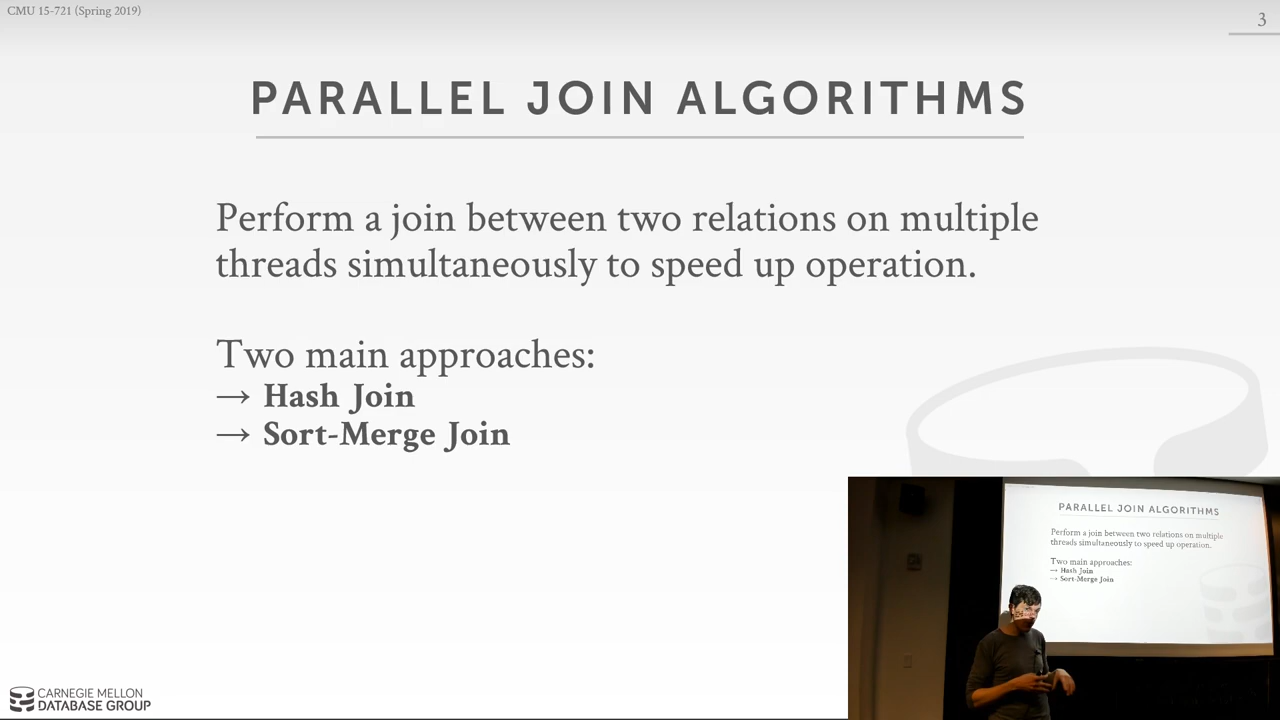 CMU 15-721 (Spring 2019)
3
PARALLEL JOIN ALGORITHMS
Perform a join between two relations on multiple
threads simultaneously to speed up operation.
Two main approaches:
→ Hash Join
→ Sort-Merge Join
PARALLEL JOIN ALGORITHMS
Perform a join between two relations on multiple
threads simultaneously to speed up operation.
Two main approaches:
→ Hash Join
→ Sort-Merge Join
CARNEGIE MELLON
DATABASE GROUP